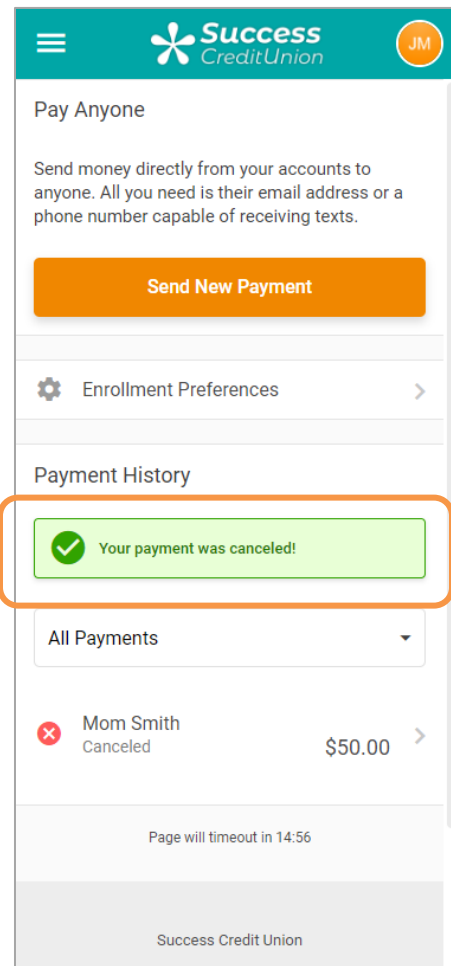 Success
CreditUnion
JM
Pay Anyone
Send money directly from your accounts to
anyone. All you need is their email address or a
phone number capable of receiving texts.
Send New Payment
Enrollment Preferences
Payment History
Your payment was canceled!
All Payments
Mom Smith
Canceled
$50.00
Page will timeout in 14:56
Success Credit Union